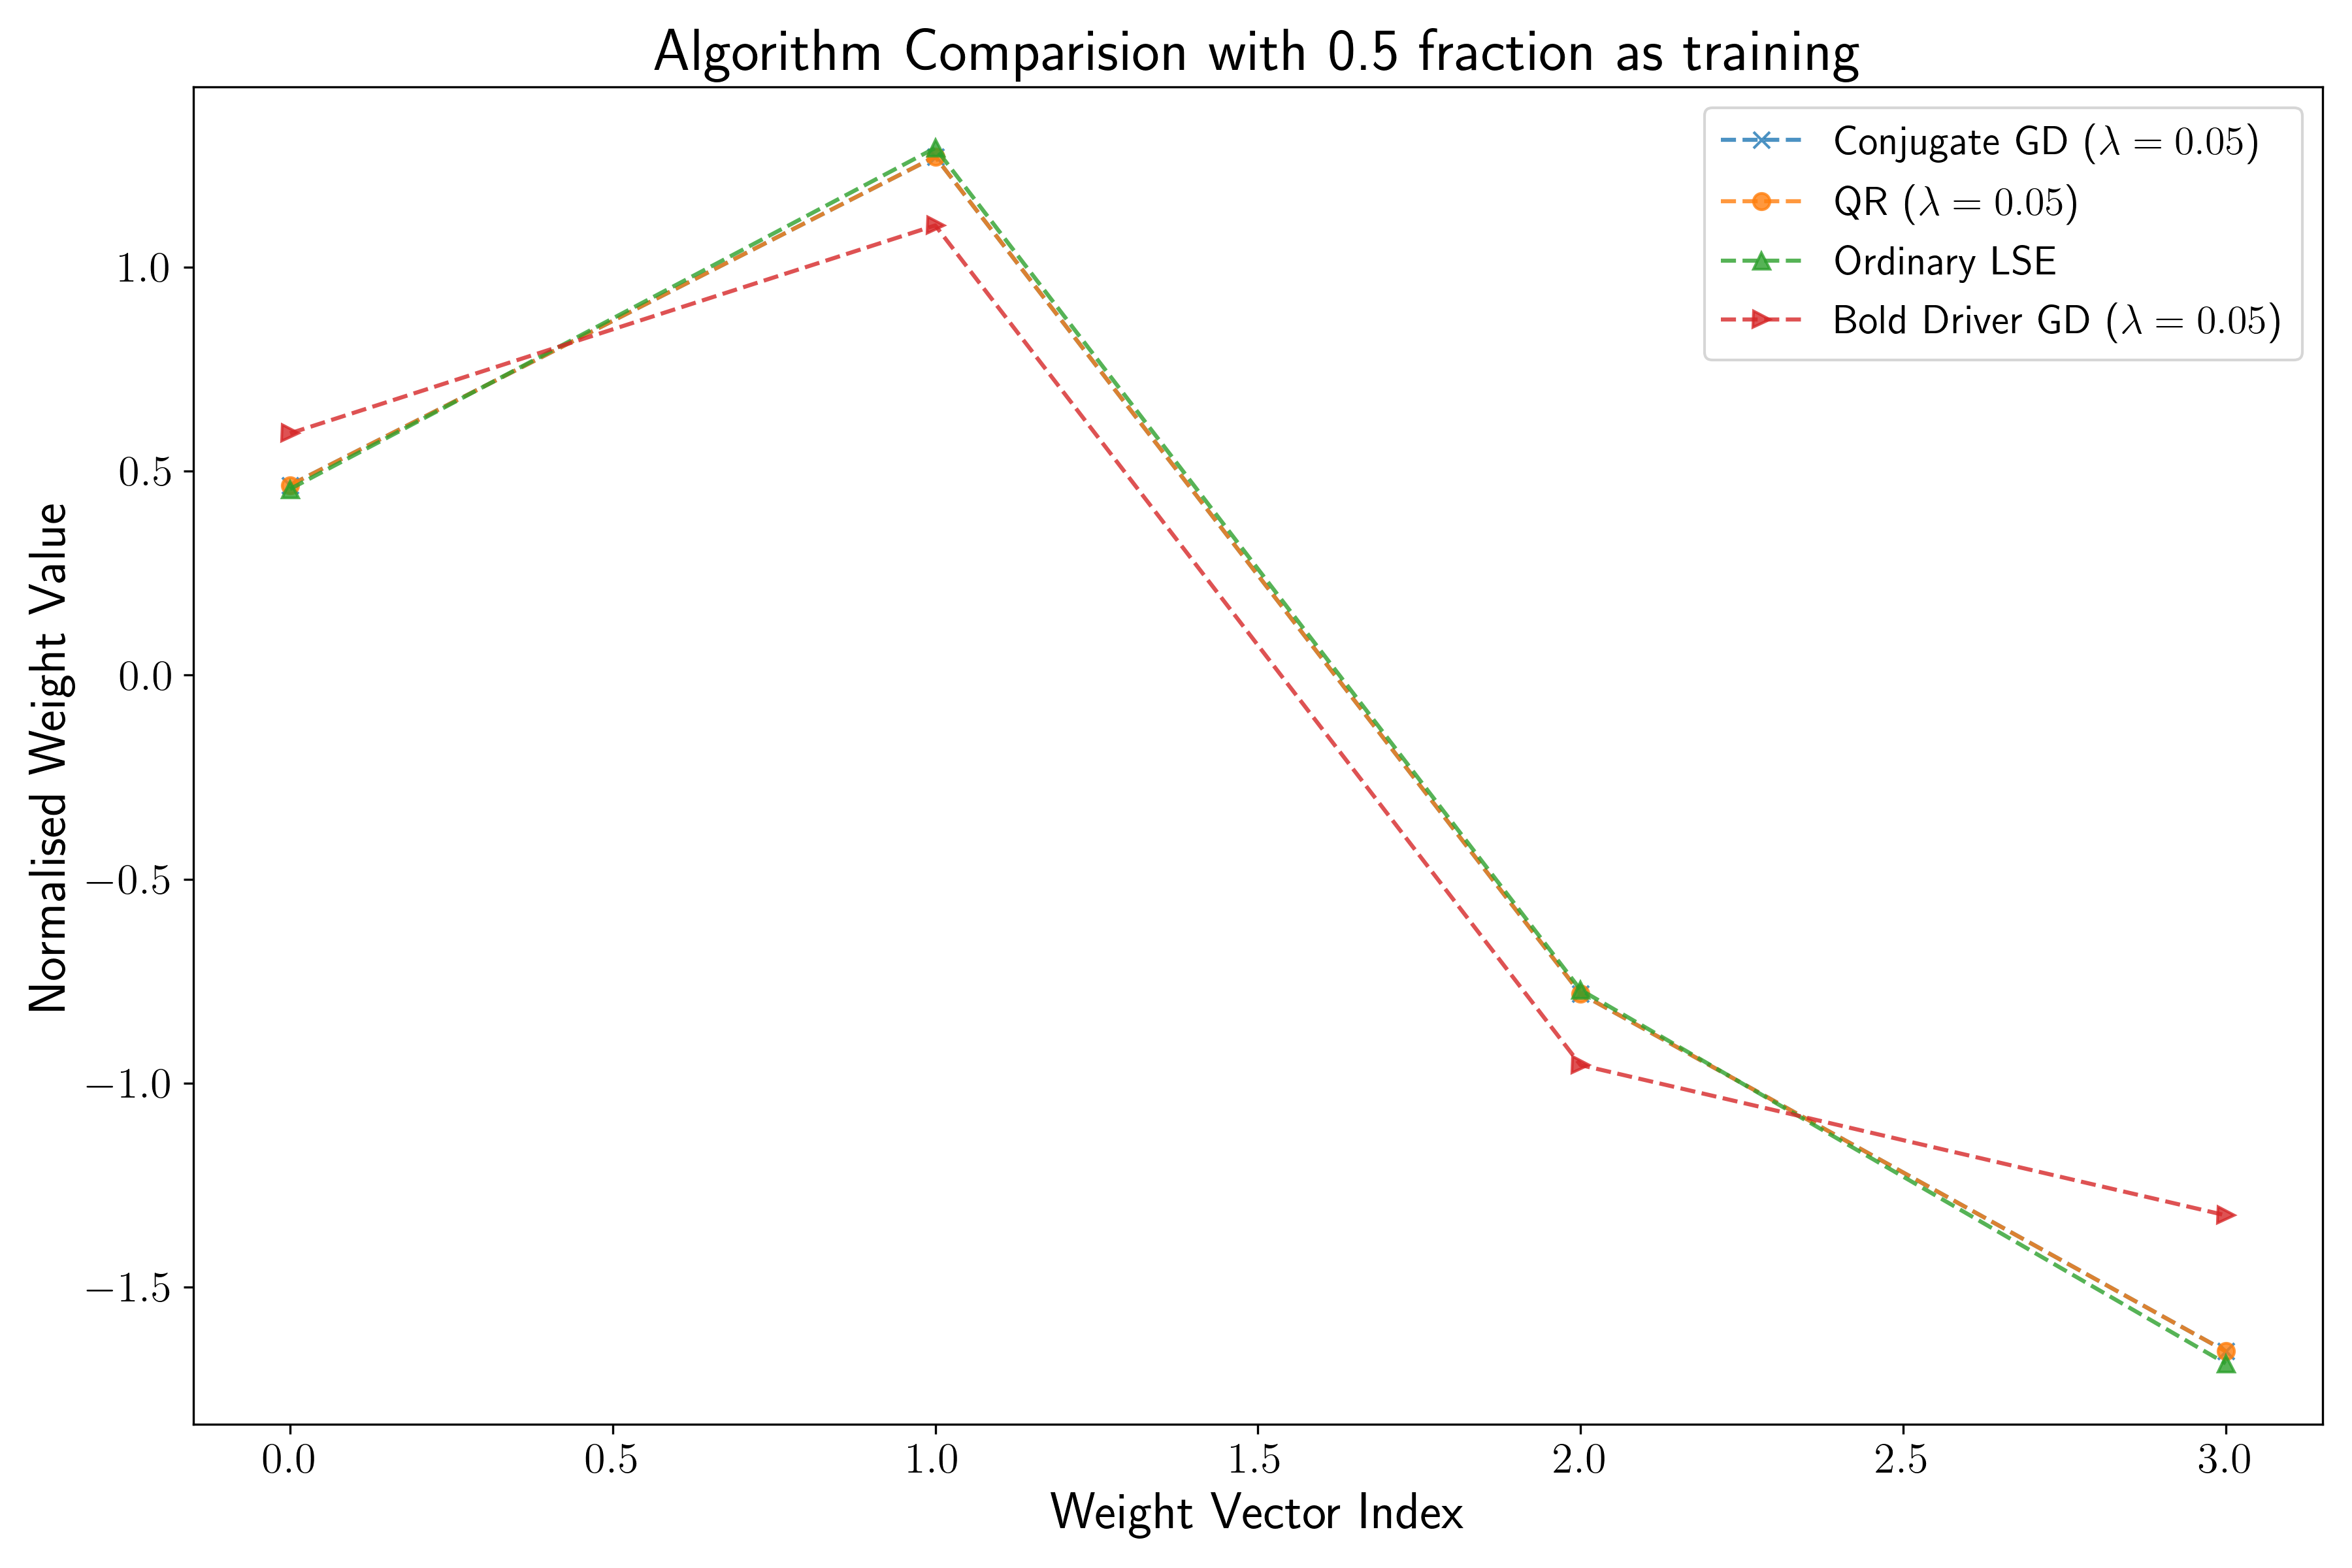 Algorithm Comparision with 0.5 fraction as training
Conjugate GD (λ = 0.05)
QR (λ = 0.05)
Ordinary LSE
Bold Driver GD (λ = 0.05)
Normalised Weight Value
1.0
0.5
0.0
−0.5
−1.0
−1.5
0.0 0.5 1.0 1.5 2.0 2.5 3.0
Weight Vector Index